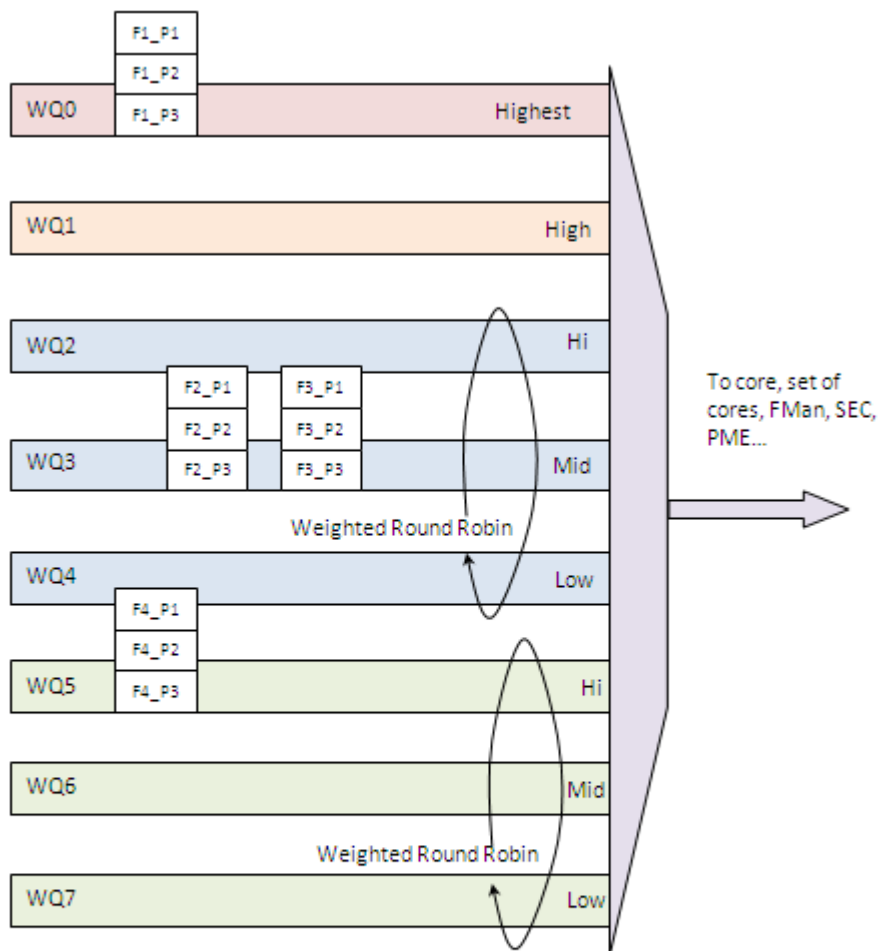 F1_P1
F1_P2
WQ0
F1_P3
Highest
WQ1
High
WQ2
Hi
F2_P1
F3_P1
F2_P2
F3_P2
WQ3
F2_P3
F3_P3
Mid
To core, set of
cores, FMan, SEC,
PME...
Weighted Round Robin
WQ4
Low
F4_P1
F4_P2
WQ5
F4_P3
Hi
WQ6
Mid
Weighted Round Robin
WQ7
Low